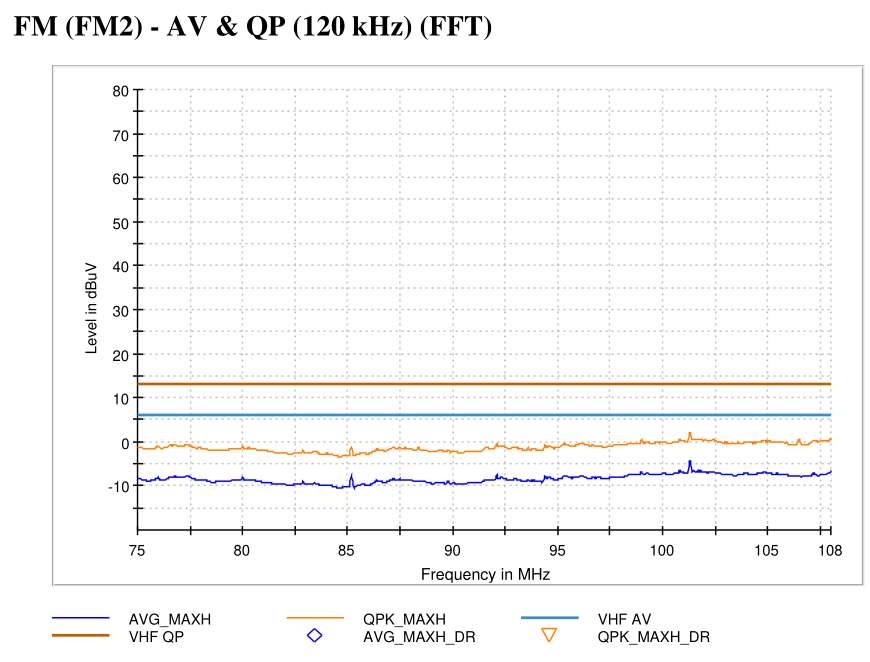 FM (FM2) - AV & QP (120 kHz) (FFT)
80
70
60
50
40
30
20
10
0
-10
Level in dBuV
75 80 85 90 95 100 105 108
Frequency in MHz
AVG_MAXH QPK_MAXH VHF AV
VHF QP AVG_MAXH_DR QPK_MAXH_DR